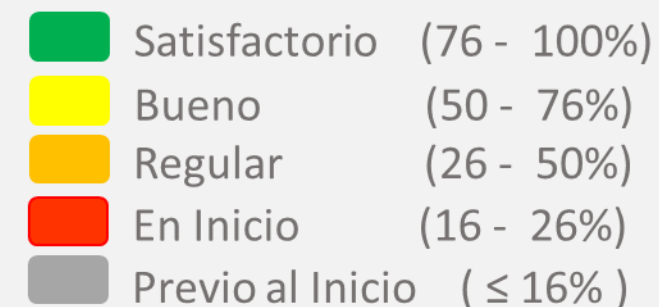 Satisfactorio (76 - 100%)
Bueno (50 - 76%)
Regular (26 - 50%)
En Inicio (16 - 26%)
Previo al Inicio ( ≤ 16% )